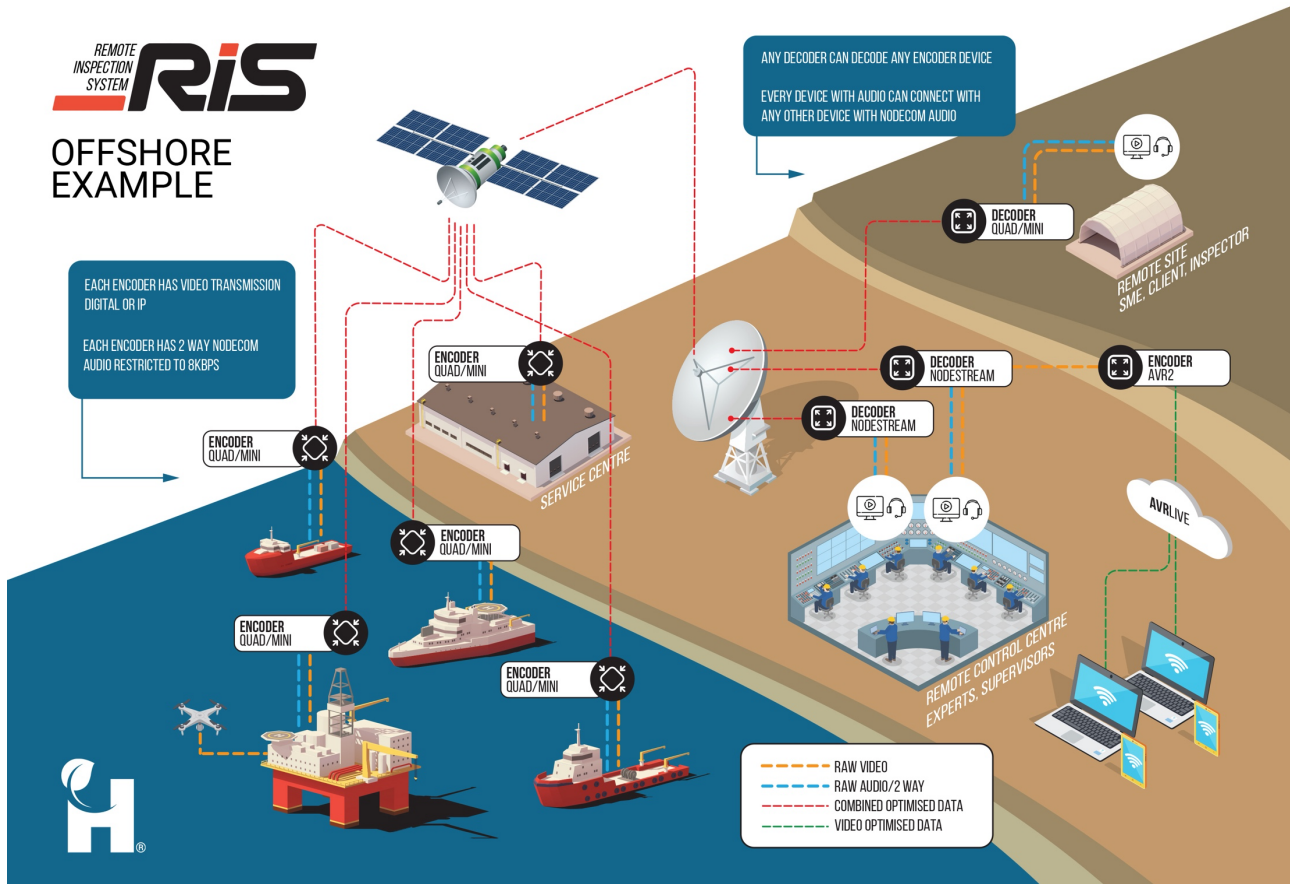 REMOTE
INSPECTION
SYSTEM
RiS
OFFSHORE
EXAMPLE
ANY DECODER CAN DECODE ANY ENCODER DEVICE
EVERY DEVICE WITH AUDIO CAN CONNECT WITH
ANY OTHER DEVICE WITH NODECOM AUDIO
DECODER
QUAD/MINI
REMOTE SITE
SME, CLIENT, INSPECTOR
EACH ENCODER HAS VIDEO TRANSMISSION
DIGITAL OR IP
EACH ENCODER HAS 2 WAY NODECOM
AUDIO RESTRICTED TO 8KBPS
ENCODER
QUAD/MINI
SERVICE CENTRE
DECODER
NODESTREAM
ENCODER
AVR2
DECODER
NODESTREAM
ENCODER
QUAD/MINI
ENCODER
QUAD/MINI
AVRLIVE
ENCODER
QUAD/MINI
ENCODER
QUAD/MINI
REMOTE CONTROL CENTRE
EXPERTS, SUPERVISORS
RAW VIDEO
RAW AUDIO/2 WAY
COMBINED OPTIMISED DATA
VIDEO OPTIMISED DATA
H®